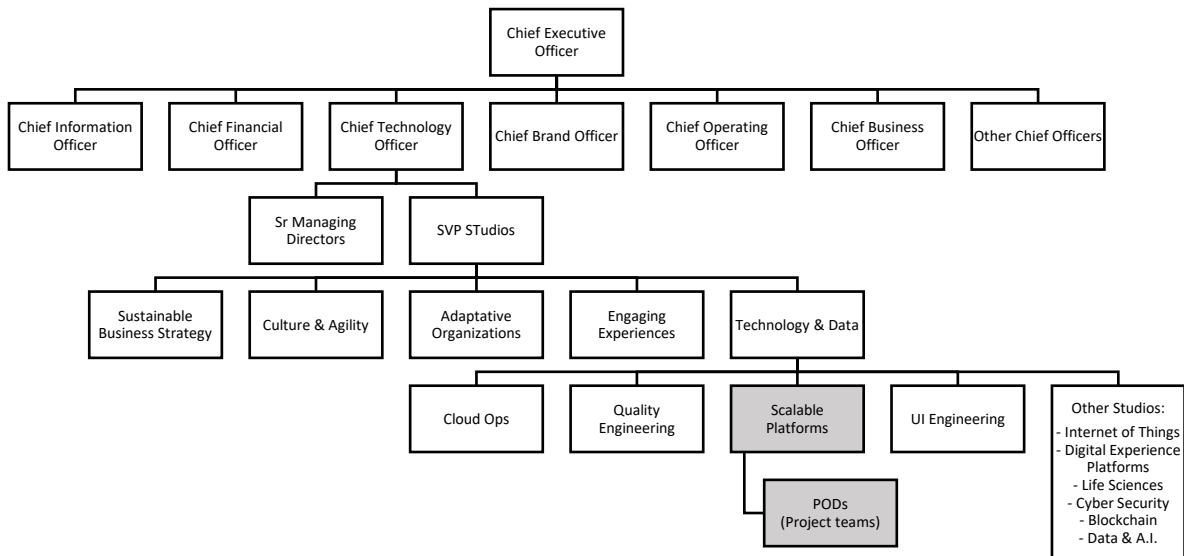 Chief Executive
Officer
Chief Information
Officer
Chief Financial
Officer
Chief Technology
Officer
Chief Brand Officer
Chief Operating
Officer
Chief Business
Officer
Other Chief Officers
Sr Managing
Directors
SVP STudios
Sustainable
Business Strategy
Culture & Agility
Adaptative
Organizations
Engaging
Experiences
Technology & Data
Cloud Ops
Quality
Engineering
Scalable
Platforms
UI Engineering
Other Studios:
- Internet of Things
- Digital Experience
Platforms
- Life Sciences
- Cyber Security
- Blockchain
- Data & A.I.
PODs
(Project teams)